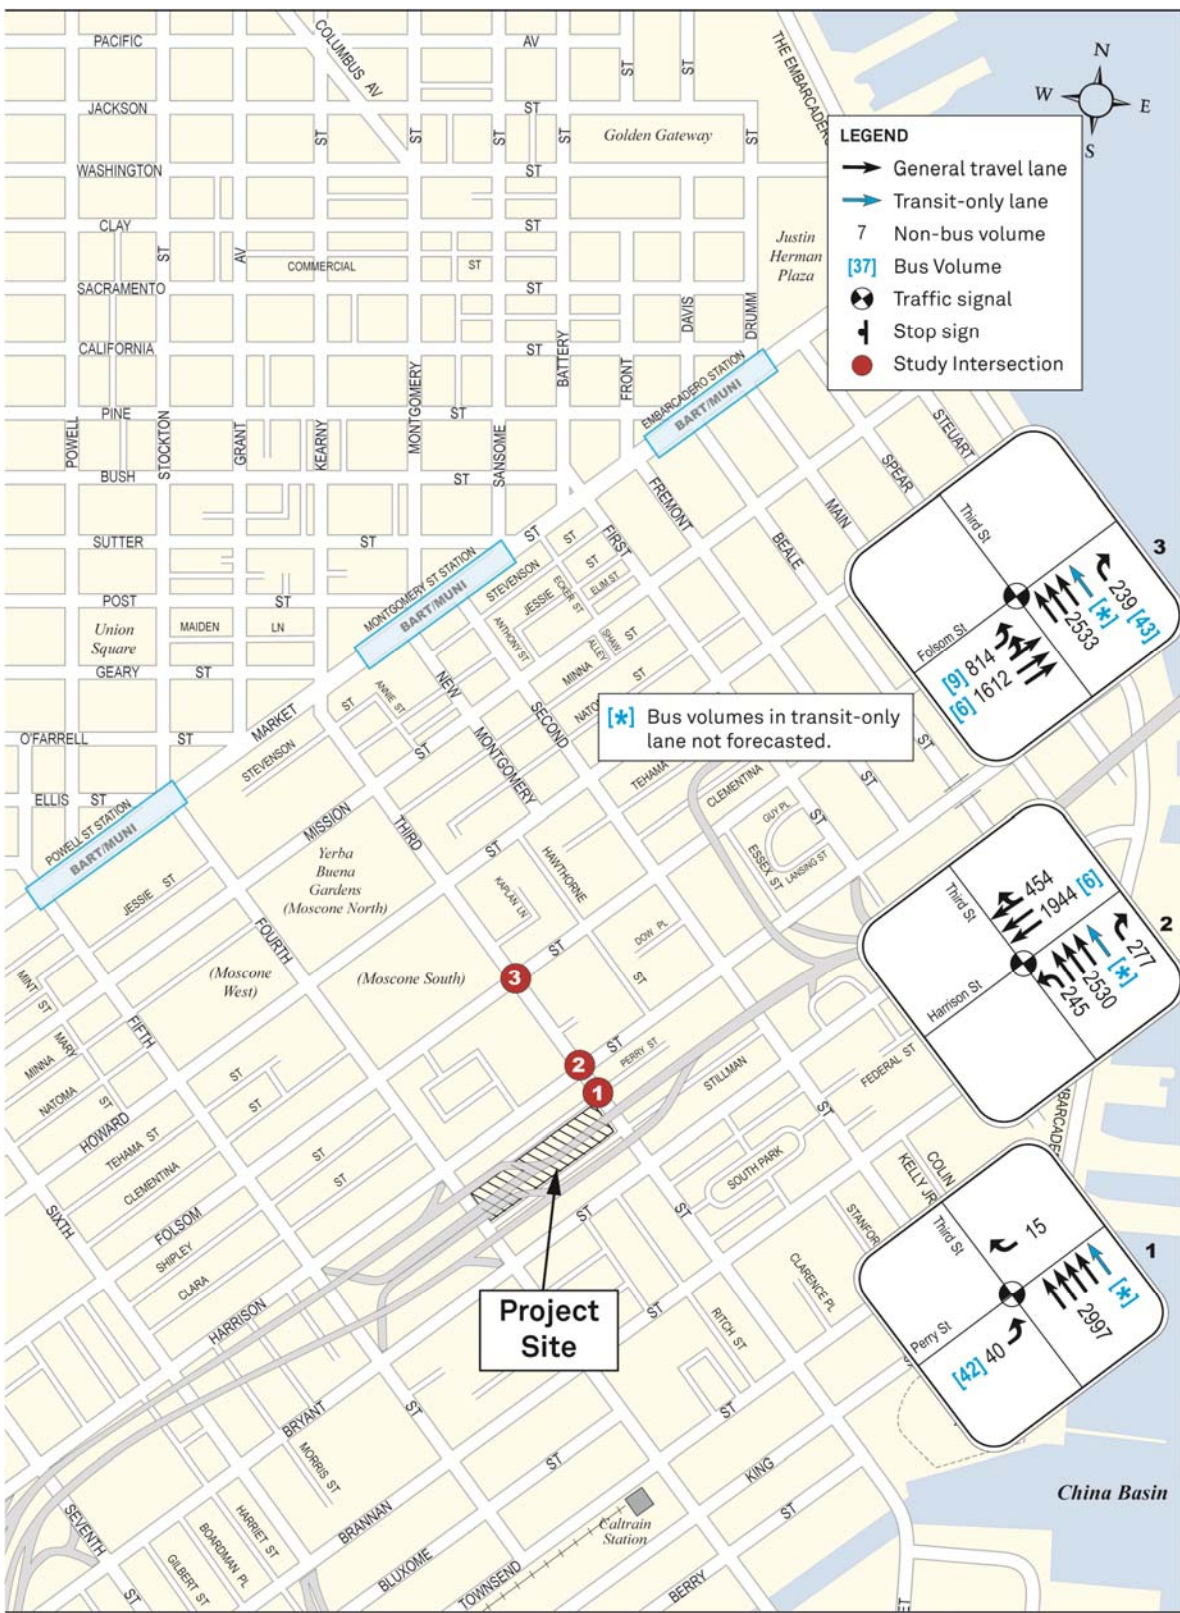 PACIFIC
COLUMBUS AV
AV
ST
ST
THE EMBARCADERO
N
W
E
S
JACKSON
ST
ST
ST
ST
ST
ST
Golden Gateway
WASHINGTON
ST
CLAY
ST
ST
AV
COMMERCIAL
ST
SACRAMENTO
ST
CALIFORNIA
ST
Justin
Herman
Plaza
DAVIS
DRUMM
LEGEND
General travel lane
Transit-only lane
7 Non-bus volume
[37] Bus Volume
Traffic signal
Stop sign
Study Intersection
BATTERY
FRONT
EMBARCADERO STATION
BART/MUNI
PINE
ST
POWELL
STOCKTON
GRANT
KEARNY
MONTGOMERY
SANSOME
BUSH
ST
STEUART
SPEAR
MAIN
BEALE
FREMONT
FIRST
SUTTER
ST
ST
MONTGOMERY ST STATION
BART/MUNI
STEVENSON
ST
ST
JESSIE
ECKER ST
ELIM ST
ANTHONY ST
SHAW
ALLEY
ST
MINNA
ST
POST
ST
Union
Square
MAIDEN
LN
GEARY
ST
NEW
MONTGOMERY
SECOND
ANNIE ST
ST
ST
MARKET
STEVENSON
O'FARRELL
ST
ELLIS ST
POWELL ST STATION
BART/MUNI
[*] Bus volumes in transit-only
lane not forecasted.
TEHAMA
CLEMENTINA
ST
ST
GUY PL
ST
ESSEX ST
LANSING ST
3
Third St
Folsom St
239 [43]
[*]
2533
[9] 814
[6] 1612
MISSION
THIRD
ST
HAWTHORNE
KAPLAN LN
DOW PL
ST
ST
Yerba
Buena
Gardens
(Moscone North)
JESSIE ST
FOURTH
(Moscone
West)
(Moscone South)
3
2
1
ST
PERRY ST
STILLMAN
FEDERAL ST
ST
2
Third St
Harrison St
454
1944 [6]
277
[*]
2530
245
MINT ST
MARY
ST
MINNA
NATOMA
FIFTH
HOWARD
TEHAMA ST
CLEMENTINA
FOLSOM
SHIPLEY
CLARA
HARRISON
SIXTH
ST
ST
ST
ST
SOUTH PARK
ST
ST
COLIN
KELLY JR
STANFOR
MBARCADE
CLARENCE PL
RITCH ST
ST
1
Third St
Perry St
15
[*]
2997
[42] 40
Project
Site
BRYANT
ST
MORRIS ST
ST
ST
KING
ST
BRANNAN
SEVENTH
ST
HARRIET ST
BOARDMAN PL
GILBERT ST
BLUXOME
TOWNSEND
BERRY
Caltrain
Station
China Basin